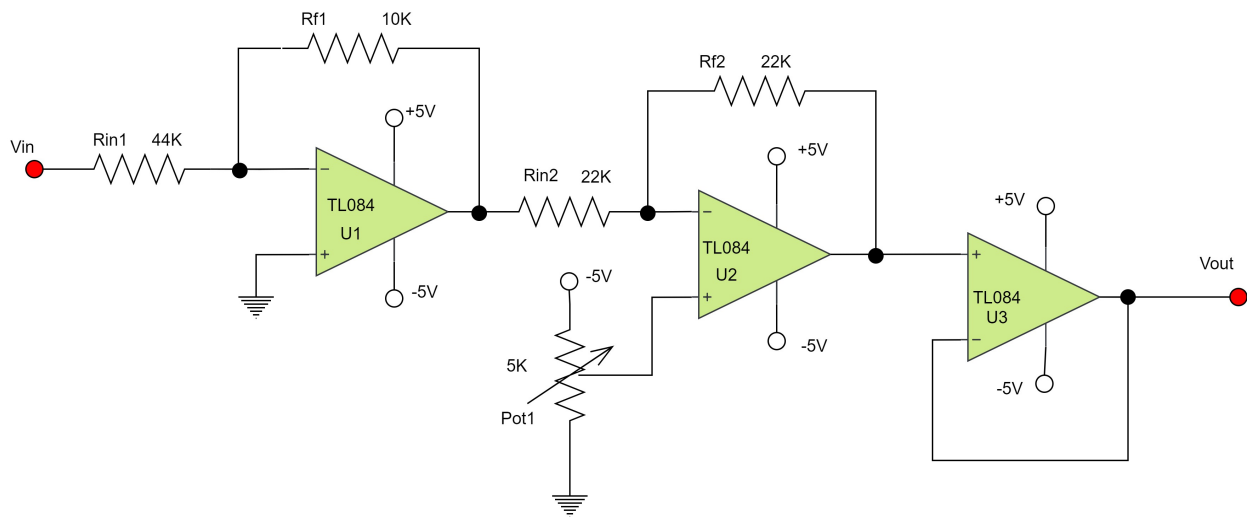 Rf1 10K
Rf2 22K
+5V
Vin
Rin1 44K
+5V
Rin2 22K
+5V
−
TL084
U1
+
−
TL084
U2
+
-5V
-5V
+
TL084
U3
−
Vout
-5V
5K
Pot1
-5V